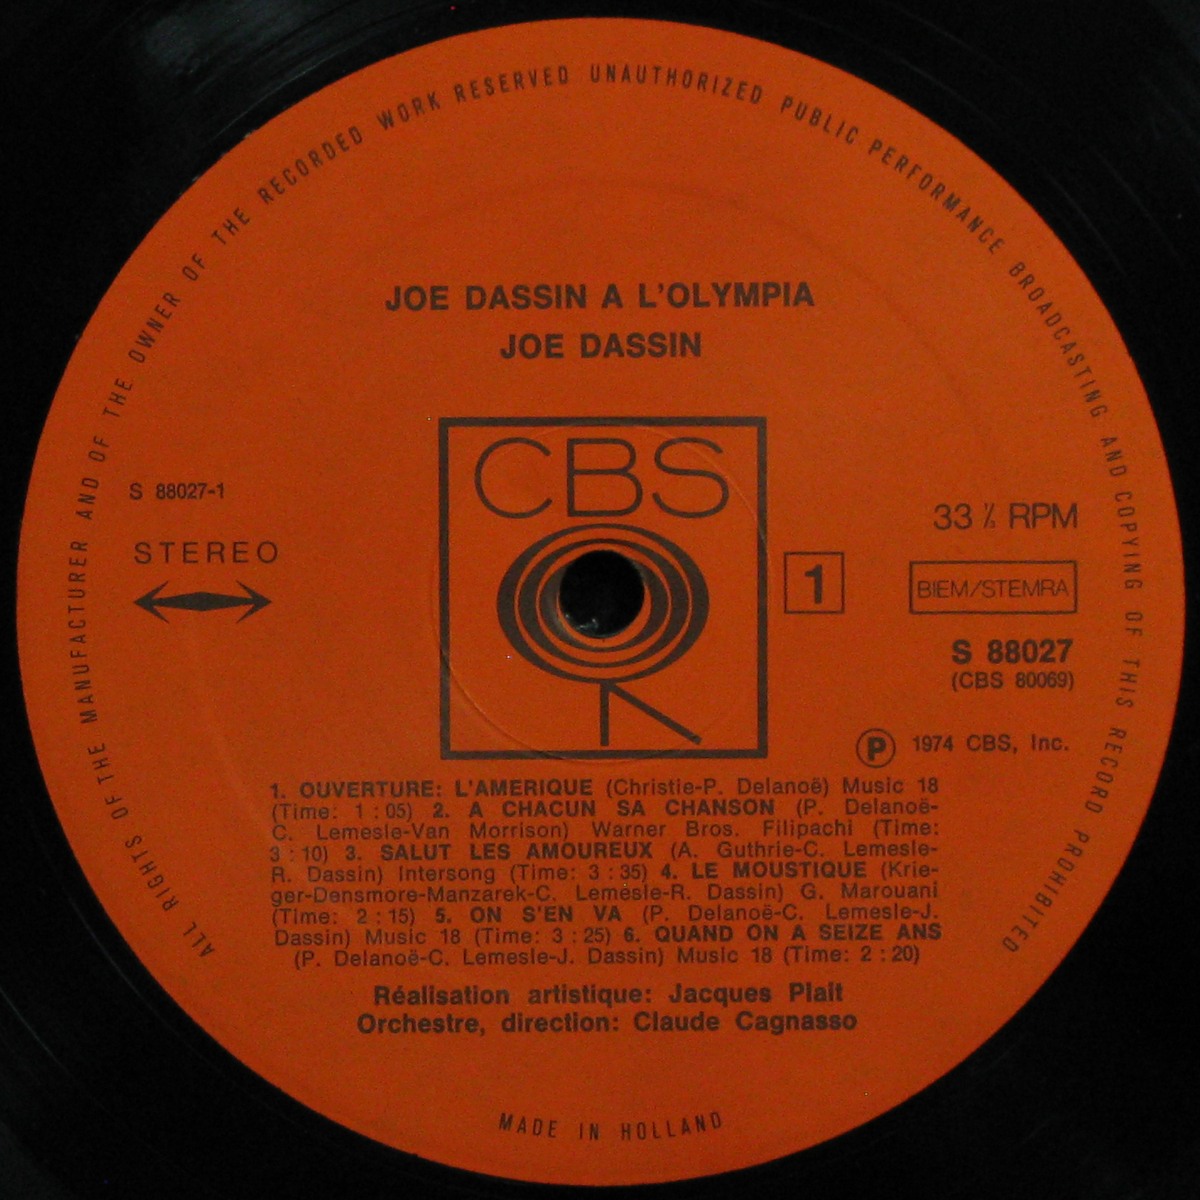 ALL RIGHTS OF THE MANUFACTURER AND OF THE OWNER OF THE RECORDED WORK RESERVED UNAUTHORIZED PUBLIC PERFORMANCE BROADCASTING AND COPYING OF THIS RECORD PROHIBITED
JOE DASSIN A L'OLYMPIA
JOE DASSIN
CBS
S 88027-1
STEREO
33 ⅓ RPM
1
BIEM/STEMRA
S 88027
(CBS 80069)
Ⓟ 1974 CBS, Inc.
1. OUVERTURE: L'AMERIQUE (Christie-P. Delanoë) Music 18
(Time: 1 : 05) 2. A CHACUN SA CHANSON (P. Delanoë-
C. Lemesle-Van Morrison) Warner Bros. Filipachi (Time:
3 : 10) 3. SALUT LES AMOUREUX (A. Guthrie-C. Lemesle-
R. Dassin) Intersong (Time: 3 : 35) 4. LE MOUSTIQUE (Krie-
ger-Densmore-Manzarek-C. Lemesle-R. Dassin) G. Marouani
(Time: 2 : 15) 5. ON S'EN VA (P. Delanoë-C. Lemesle-J.
Dassin) Music 18 (Time: 3 : 25) 6. QUAND ON A SEIZE ANS
(P. Delanoë-C. Lemesle-J. Dassin) Music 18 (Time: 2 : 20)
Réalisation artistique: Jacques Plait
Orchestre, direction: Claude Cagnasso
MADE IN HOLLAND